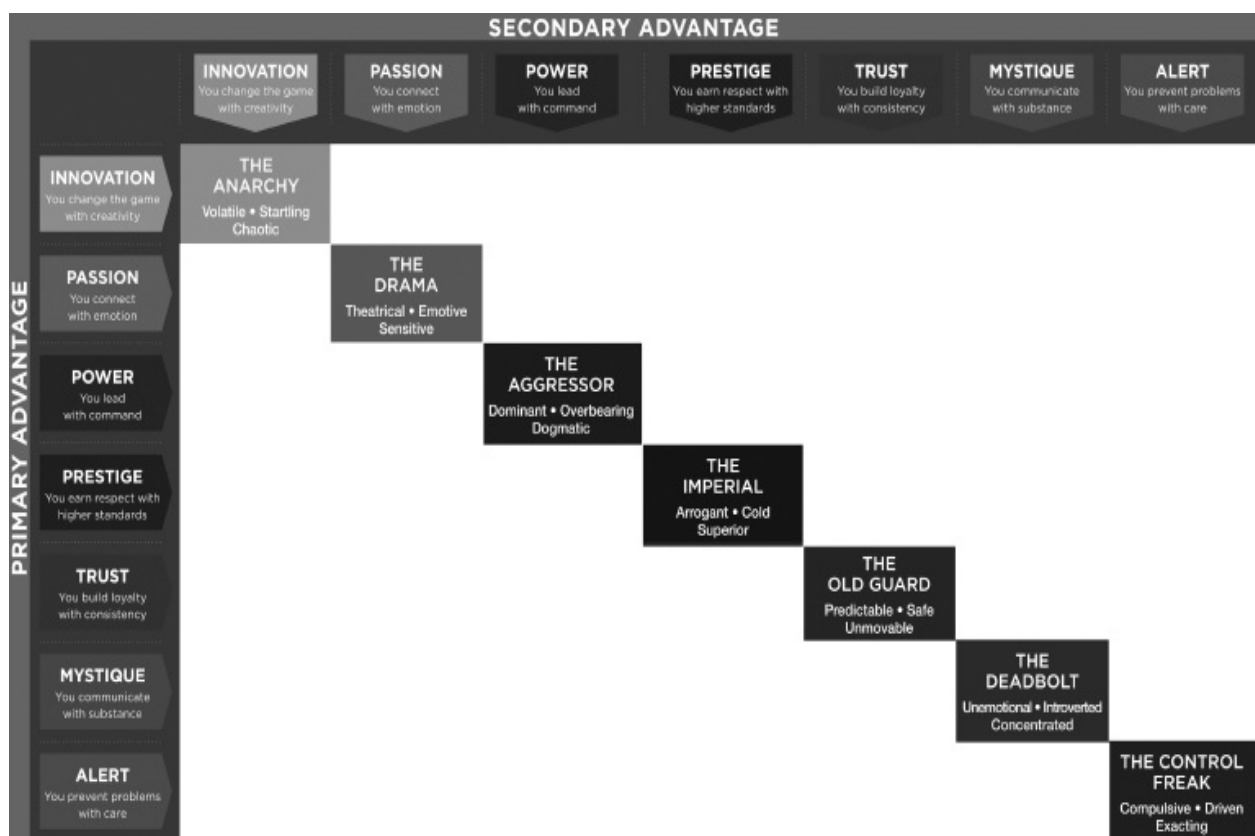 SECONDARY ADVANTAGE
INNOVATION
You change the game
with creativity
PASSION
You connect
with emotion
POWER
You lead
with command
PRESTIGE
You earn respect with
higher standards
TRUST
You build loyalty
with consistency
MYSTIQUE
You communicate
with substance
ALERT
You prevent problems
with care
PRIMARY ADVANTAGE
INNOVATION
You change the game
with creativity
THE
ANARCHY
Volatile • Startling
Chaotic
PASSION
You connect
with emotion
THE
DRAMA
Theatrical • Emotive
Sensitive
POWER
You lead
with command
THE
AGGRESSOR
Dominant • Overbearing
Dogmatic
PRESTIGE
You earn respect with
higher standards
THE
IMPERIAL
Arrogant • Cold
Superior
TRUST
You build loyalty
with consistency
THE
OLD GUARD
Predictable • Safe
Unmovable
MYSTIQUE
You communicate
with substance
THE
DEADBOLT
Unemotional • Introverted
Concentrated
ALERT
You prevent problems
with care
THE CONTROL
FREAK
Compulsive • Driven
Exacting